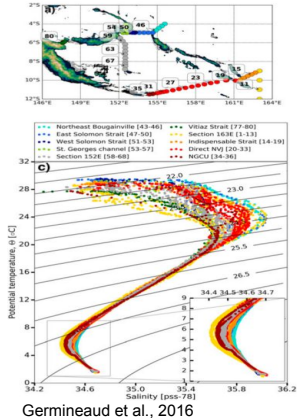 a)
4°S
6°S
8°S
10°S
12°S
54 50 46
80 59
63
67
27 23 19 15
35 31 11
146°E 149°E 152°E 155°E 158°E 161°E 164°E
Northeast Bougainville [43-46] Vitiaz Strait [77-80]
East Solomon Strait [47-50] Section 163E [1-13]
West Solomon Strait [51-53] Indispensable Strait [14-19]
St. Georges channel [53-57] Direct NVJ [20-33]
Section 152E [58-68] NGCU [34-36]
c)
Potential temperature, θ [°C]
32
28
24
20
16
12
8
4
0
22.0
23.0
25.5
26.5
34.4 34.5 34.6 34.7
9
8
7
6
5
4
3
2
1
34.2 34.6 35.0 35.4 35.8 36.2
Salinity [pss-78]
Germineaud et al., 2016